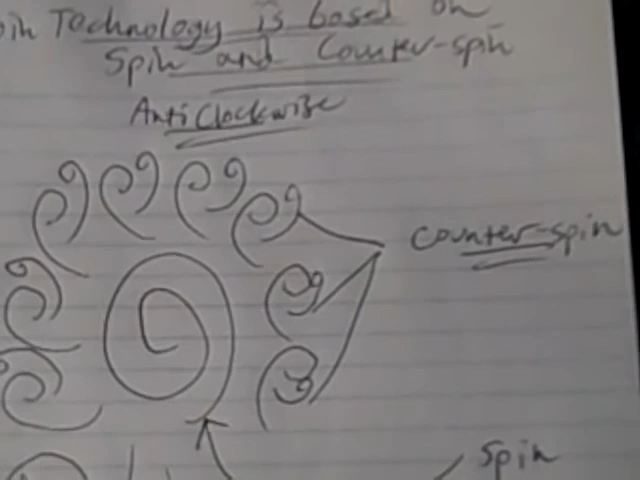 Technology is based on
Spin and Counter-spin
AntiClockwise
Counter-spin
Spin